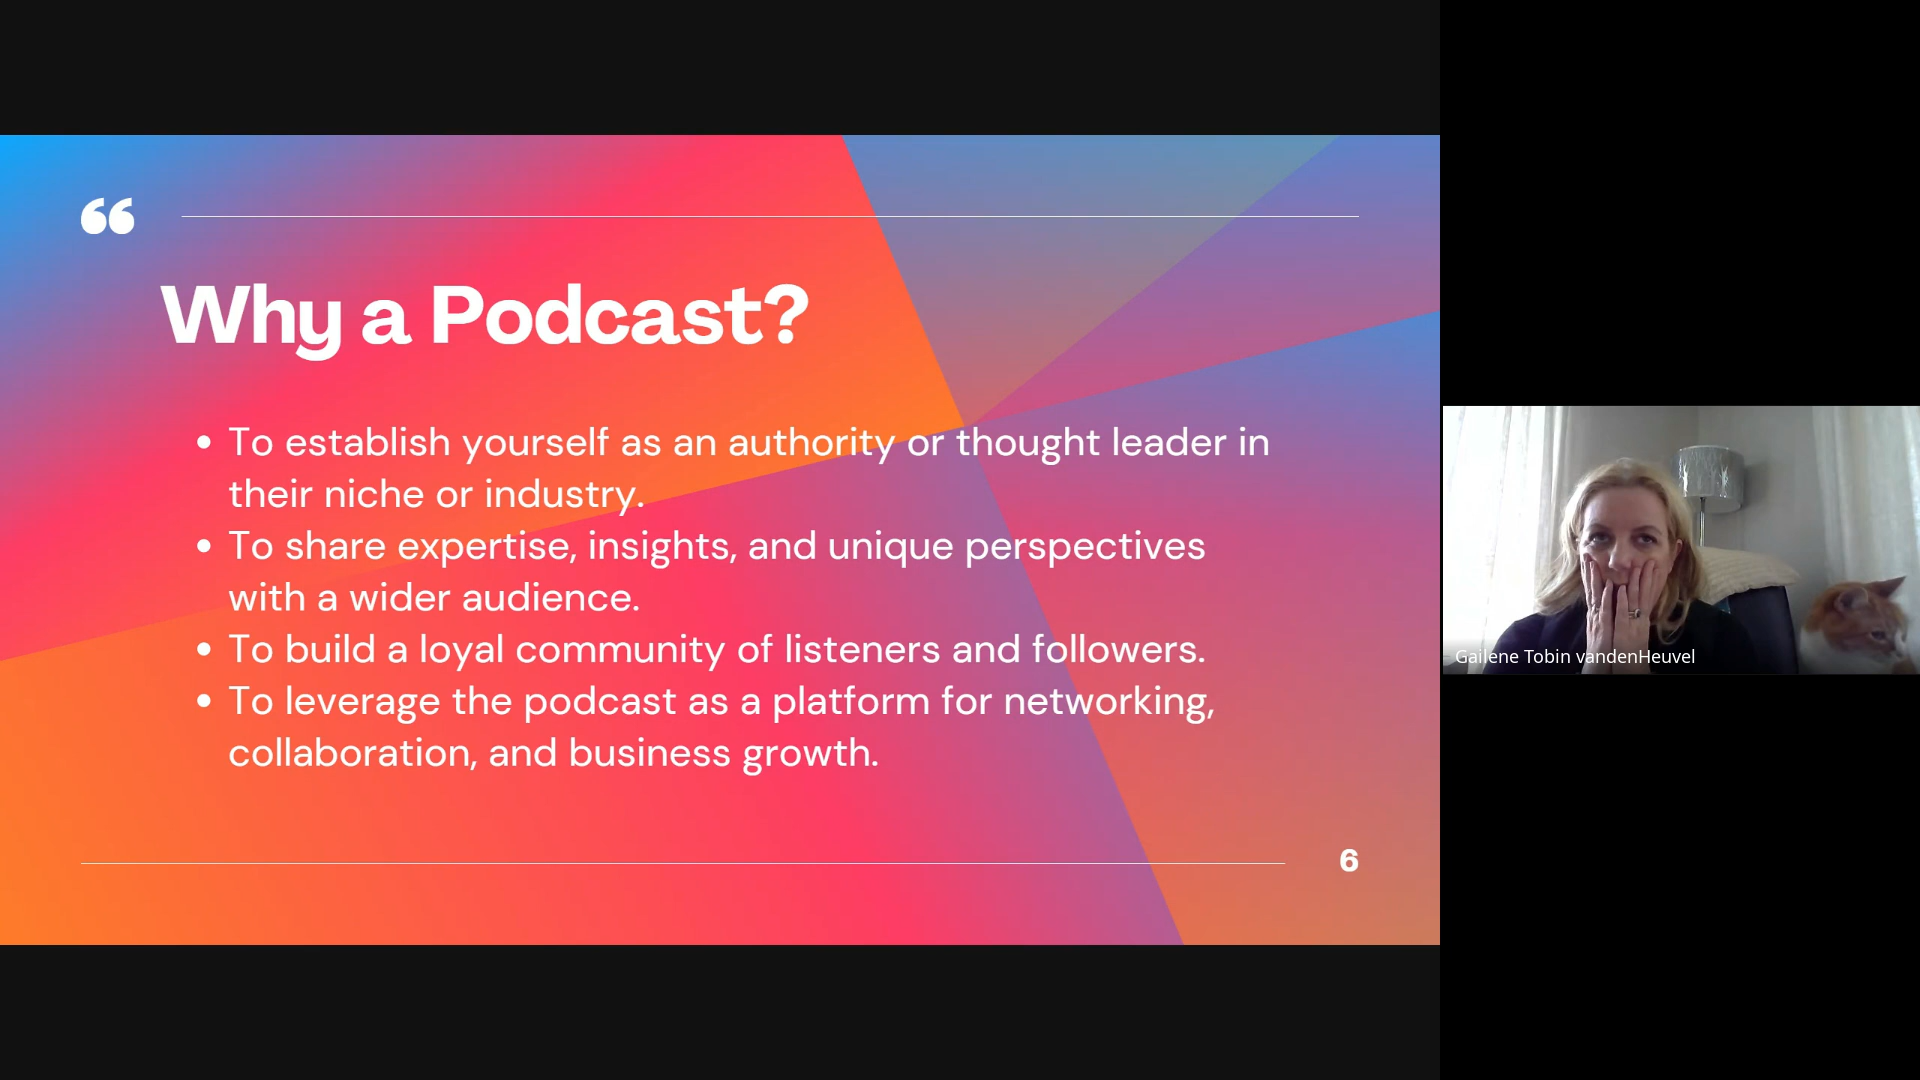 “
Why a Podcast?
• To establish yourself as an authority or thought leader in
their niche or industry.
• To share expertise, insights, and unique perspectives
with a wider audience.
• To build a loyal community of listeners and followers.
• To leverage the podcast as a platform for networking,
collaboration, and business growth.
6
Gailène Tobin vandenHeuvel